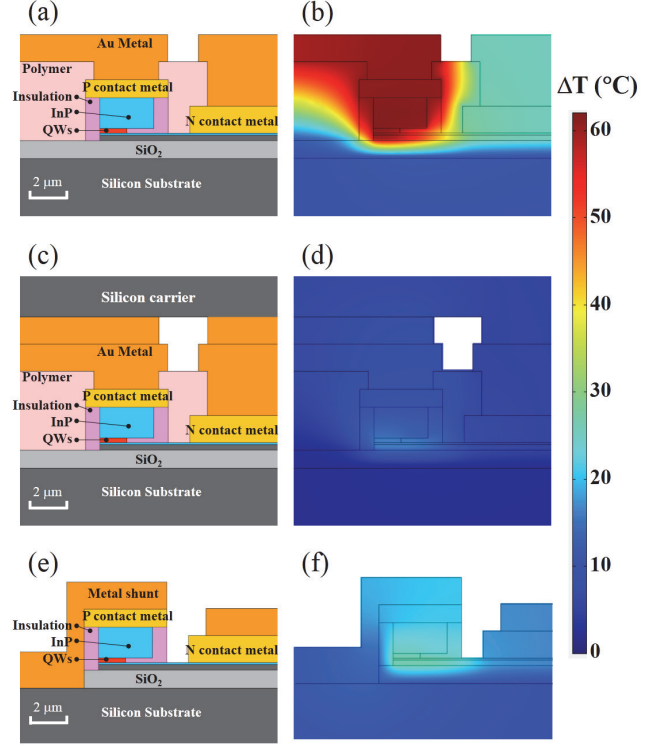 (a)
Au Metal
Polymer
P contact metal
Insulation
InP
QWs
N contact metal
SiO₂
2 μm
Silicon Substrate
(b)
ΔT (°C)
60
50
40
30
20
10
0
(c)
Silicon carrier
Au Metal
Polymer
P contact metal
Insulation
InP
QWs
N contact metal
SiO₂
2 μm
Silicon Substrate
(d)
(e)
Metal shunt
P contact metal
Insulation
InP
QWs
N contact metal
SiO₂
2 μm
Silicon Substrate
(f)